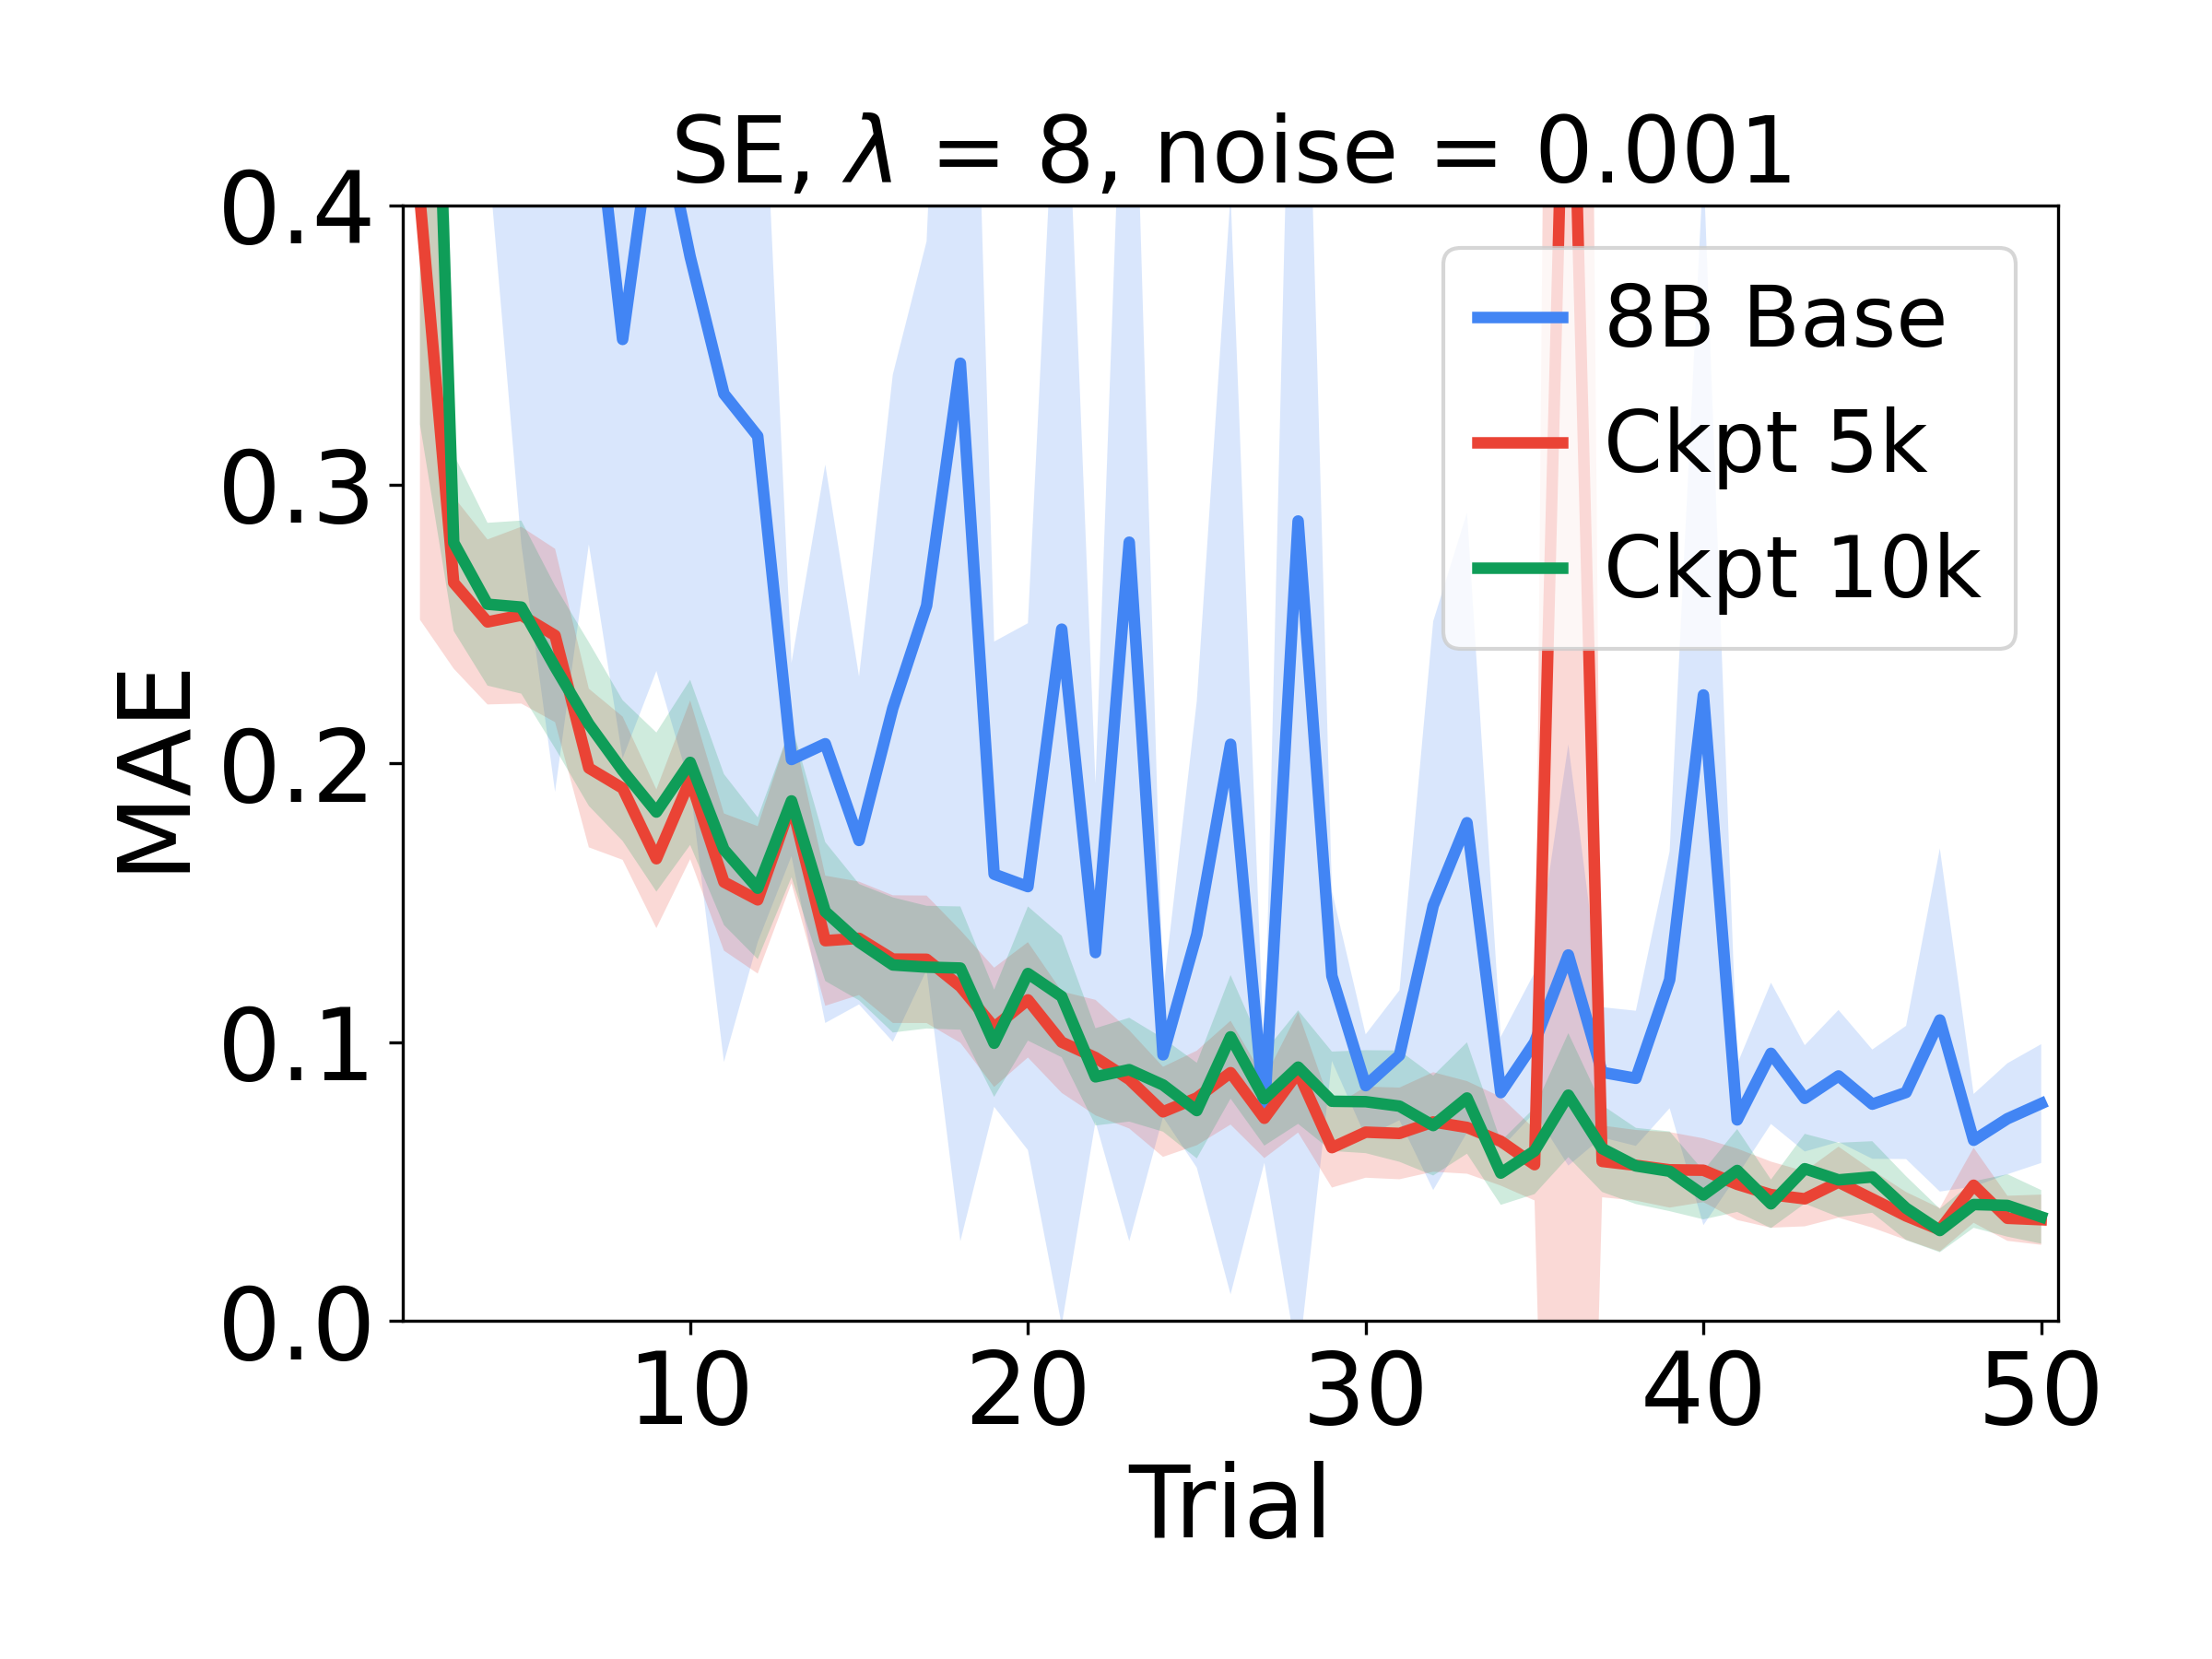 SE, λ = 8, noise = 0.001
0.4
0.3
0.2
0.1
0.0
MAE
8B Base
Ckpt 5k
Ckpt 10k
10 20 30 40 50
Trial